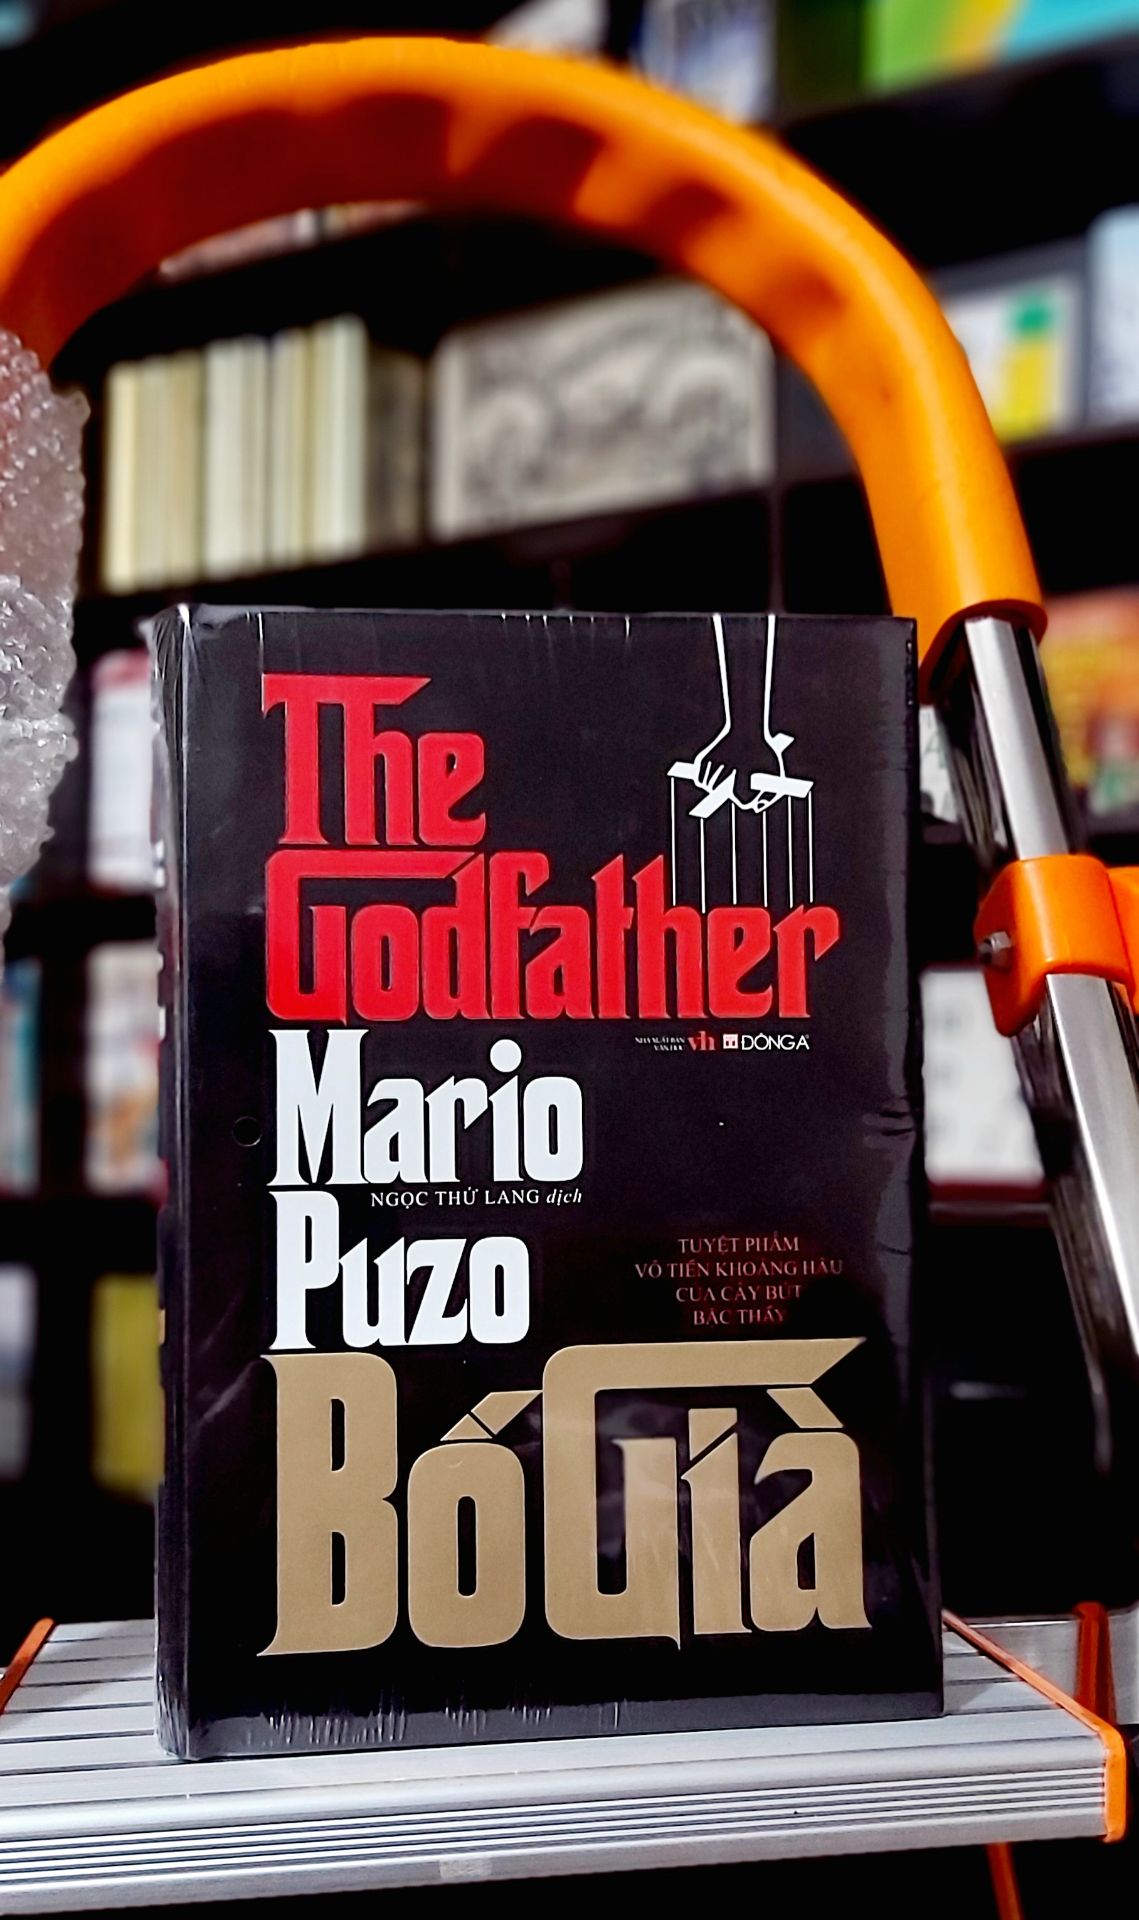 The
Godfather
NHÀ XUẤT BẢN
VĂN HỌC
vh
ĐÔNG A
Mario
NGỌC THỨ LANG dịch
Puzo
TUYỆT PHẨM
VÔ TIỀN KHOÁNG HẬU
CỦA CÂY BÚT
BẬC THẦY
Bố Già